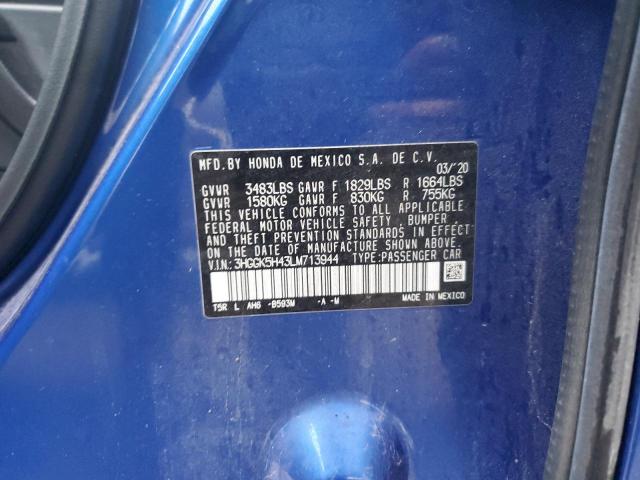 MFD.BY HONDA DE MEXICO S.A. DE C.V.
03/'20
GVWR 3483LBS GAWR F 1829LBS R 1664LBS
GVWR 1580KG GAWR F 830KG R 755KG
THIS VEHICLE CONFORMS TO ALL APPLICABLE
FEDERAL MOTOR VEHICLE SAFETY, BUMPER
AND THEFT PREVENTION STANDARDS IN EFFECT
ON THE DATE OF MANUFACTURE SHOWN ABOVE.
V.I.N.: 3HGGK5H43LM713944 TYPE:PASSENGER CAR
T5R L AH6 -B593M -A -M MADE IN MEXICO